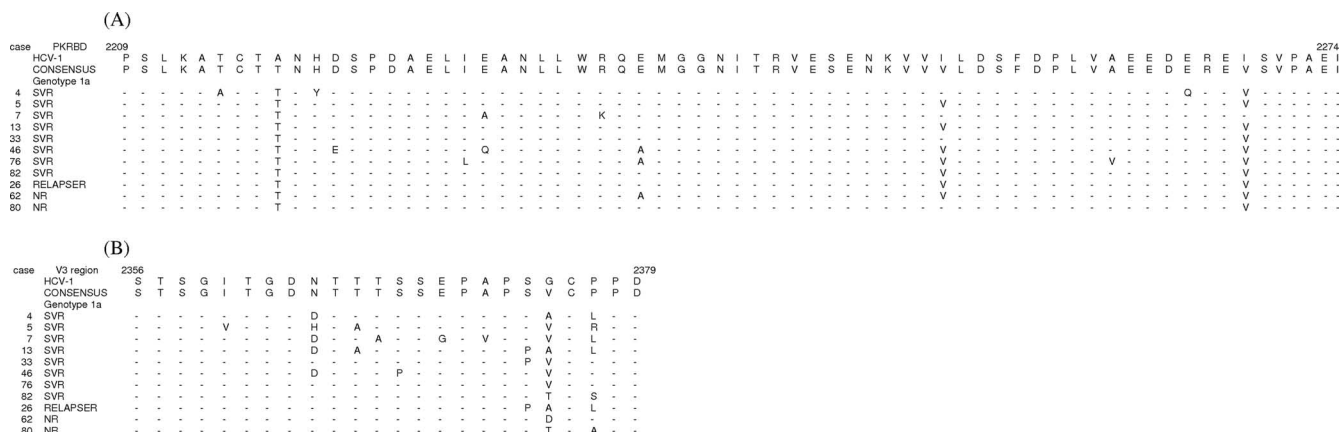 (A)
case PKRBD 2209 2274
HCV-1 P S L K A T C T A N H D S P D A E L I E A N L L W R Q E M G G N I T R V E S E N K V V I L D S F D P L V A E E D E R E I S V P A E I
CONSENSUS P S L K A T C T T N H D S P D A E L I E A N L L W R Q E M G G N I T R V E S E N K V V V L D S F D P L V A E E D E R E V S V P A E I
Genotype 1a
4 SVR - - - - - A - - T - Y - - - - - - - - - - - - - - - - - - - - - - - - - - - - - - - - - - - - - - - - - - - - - Q - - V - - - - - -
5 SVR - - - - - - - - T - - - - - - - - - - - - - - - - - - - - - - - - - - - - - - - - - - V - - - - - - - - - - - - - - - V - - - - - -
7 SVR - - - - - - - - T - - - - - - - - - - A - - - - - K - - - - - - - - - - - - - - - - - - - - - - - - - - - - - - - - - - - - - - - -
13 SVR - - - - - - - - T - - - - - - - - - - - - - - - - - - - - - - - - - - - - - - - - - - V - - - - - - - - - - - - - - - V - - - - - -
33 SVR - - - - - - - - T - - - - - - - - - - - - - - - - - - - - - - - - - - - - - - - - - - - - - - - - - - - - - - - - - - V - - - - - -
46 SVR - - - - - - - - T - - E - - - - - - - Q - - - - - - - A - - - - - - - - - - - - - - - V - - - - - - - - - - - - - - - V - - - - - -
76 SVR - - - - - - - - T - - - - - - - - - L - - - - - - - - A - - - - - - - - - - - - - - - V - - - - - - - - V - - - - - - V - - - - - -
82 SVR - - - - - - - - T - - - - - - - - - - - - - - - - - - - - - - - - - - - - - - - - - - V - - - - - - - - - - - - - - - V - - - - - -
26 RELAPSER - - - - - - - - T - - - - - - - - - - - - - - - - - - - - - - - - - - - - - - - - - - V - - - - - - - - - - - - - - - V - - - - - -
62 NR - - - - - - - - T - - - - - - - - - - - - - - - - - - A - - - - - - - - - - - - - - - V - - - - - - - - - - - - - - - V - - - - - -
80 NR - - - - - - - - T - - - - - - - - - - - - - - - - - - - - - - - - - - - - - - - - - - - - - - - - - - - - - - - - - - V - - - - - -
(B)
case V3 region 2356 2379
HCV-1 S T S G I T G D N T T T S S E P A P S G C P P D
CONSENSUS S T S G I T G D N T T T S S E P A P S V C P P D
Genotype 1a
4 SVR - - - - - - - - D - - - - - - - - - - A - L - -
5 SVR - - - - V - - - H - A - - - - - - - - V - R - -
7 SVR - - - - - - - - D - - A - - G - V - - V - L - -
13 SVR - - - - - - - - D - A - - - - - - - P A - L - -
33 SVR - - - - - - - - - - - - - - - - - - P V - - - -
46 SVR - - - - - - - - D - - - P - - - - - - V - - - -
76 SVR - - - - - - - - - - - - - - - - - - - V - - - -
82 SVR - - - - - - - - - - - - - - - - - - - T - S - -
26 RELAPSER - - - - - - - - - - - - - - - - - - P A - L - -
62 NR - - - - - - - - - - - - - - - - - - - D - - - -
80 NR - - - - - - - - - - - - - - - - - - - T - A - -